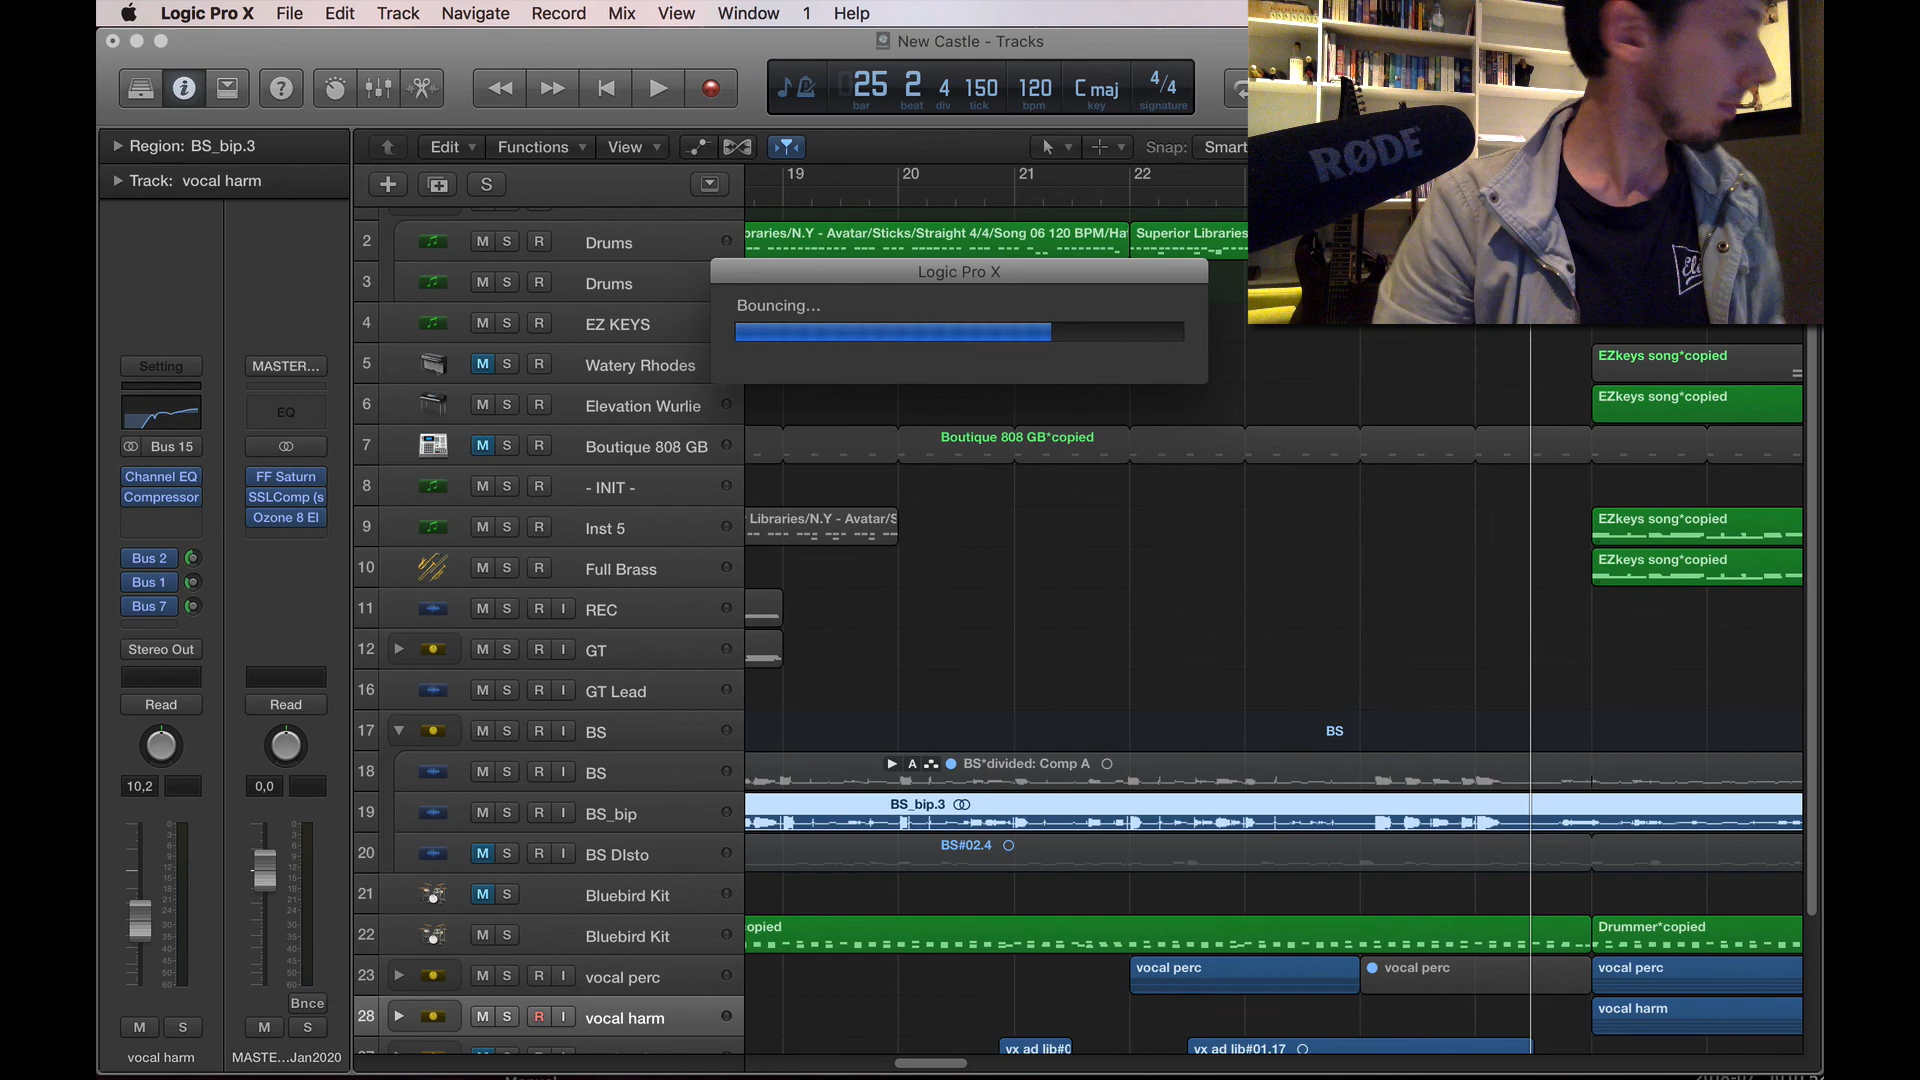 Logic Pro X File Edit Track Navigate Record Mix View Window 1 Help
New Castle - Tracks
25 2 4 150 120 C maj 4/4
bar beat div tick bpm key signature
RØDE
Region: BS_bip.3
Track: vocal harm
Edit Functions View Snap: Smart
S
19 20 21 22
2 M S R Drums
braries/N.Y - Avatar/Sticks/Straight 4/4/Song 06 120 BPM/Ha
Superior Libraries
3 M S R Drums
Logic Pro X
Bouncing...
4 M S R EZ KEYS
5 M S R Watery Rhodes
EZkeys song*copied
6 M S R Elevation Wurlie
EZkeys song*copied
7 M S R Boutique 808 GB
Boutique 808 GB*copied
8 M S R - INIT -
9 M S R Inst 5
Libraries/N.Y - Avatar/S
EZkeys song*copied
10 M S R Full Brass
EZkeys song*copied
11 M S R I REC
12 M S R I GT
16 M S R I GT Lead
17 M S R I BS
BS
18 M S R I BS
A BS*divided: Comp A
19 M S R I BS_bip
BS_bip.3
20 M S R I BS DIsto
BS#02.4
21 M S Bluebird Kit
22 M S Bluebird Kit
opied
Drummer*copied
23 M S R I vocal perc
vocal perc
vocal perc
vocal perc
28 M S R I vocal harm
vocal harm
vx ad lib#0
vx ad lib#01.17
Setting MASTER...
EQ
Bus 15
Channel EQ FF Saturn
Compressor SSLComp (s
Ozone 8 El
Bus 2
Bus 1
Bus 7
Stereo Out
Read Read
10,2 0,0
Bnce
M S M S
vocal harm MASTE...Jan2020